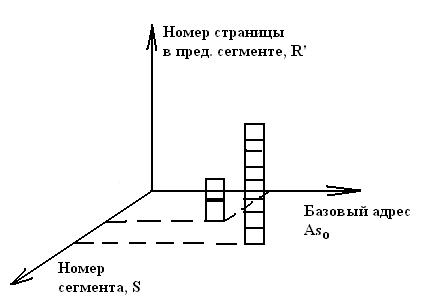 Номер страницы
в пред. сегменте, R’
Базовый адрес
As₀
Номер
сегмента, S